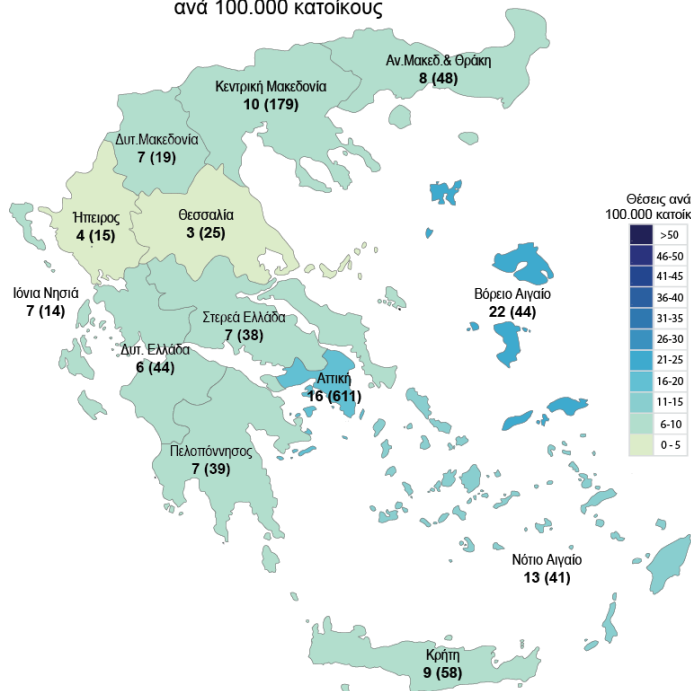 ανά 100.000 κατοίκους
Αν.Μακεδ.& Θράκη
8 (48)
Κεντρική Μακεδονία
10 (179)
Δυτ.Μακεδονία
7 (19)
Ήπειρος
4 (15)
Θεσσαλία
3 (25)
Ιόνια Νησιά
7 (14)
Στερεά Ελλάδα
7 (38)
Δυτ. Ελλάδα
6 (44)
Αττική
16 (611)
Πελοπόννησος
7 (39)
Βόρειο Αιγαίο
22 (44)
Νότιο Αιγαίο
13 (41)
Κρήτη
9 (58)
Θέσεις ανά
100.000 κατοίκ
>50
46-50
41-45
36-40
31-35
26-30
21-25
16-20
11-15
6-10
0 - 5